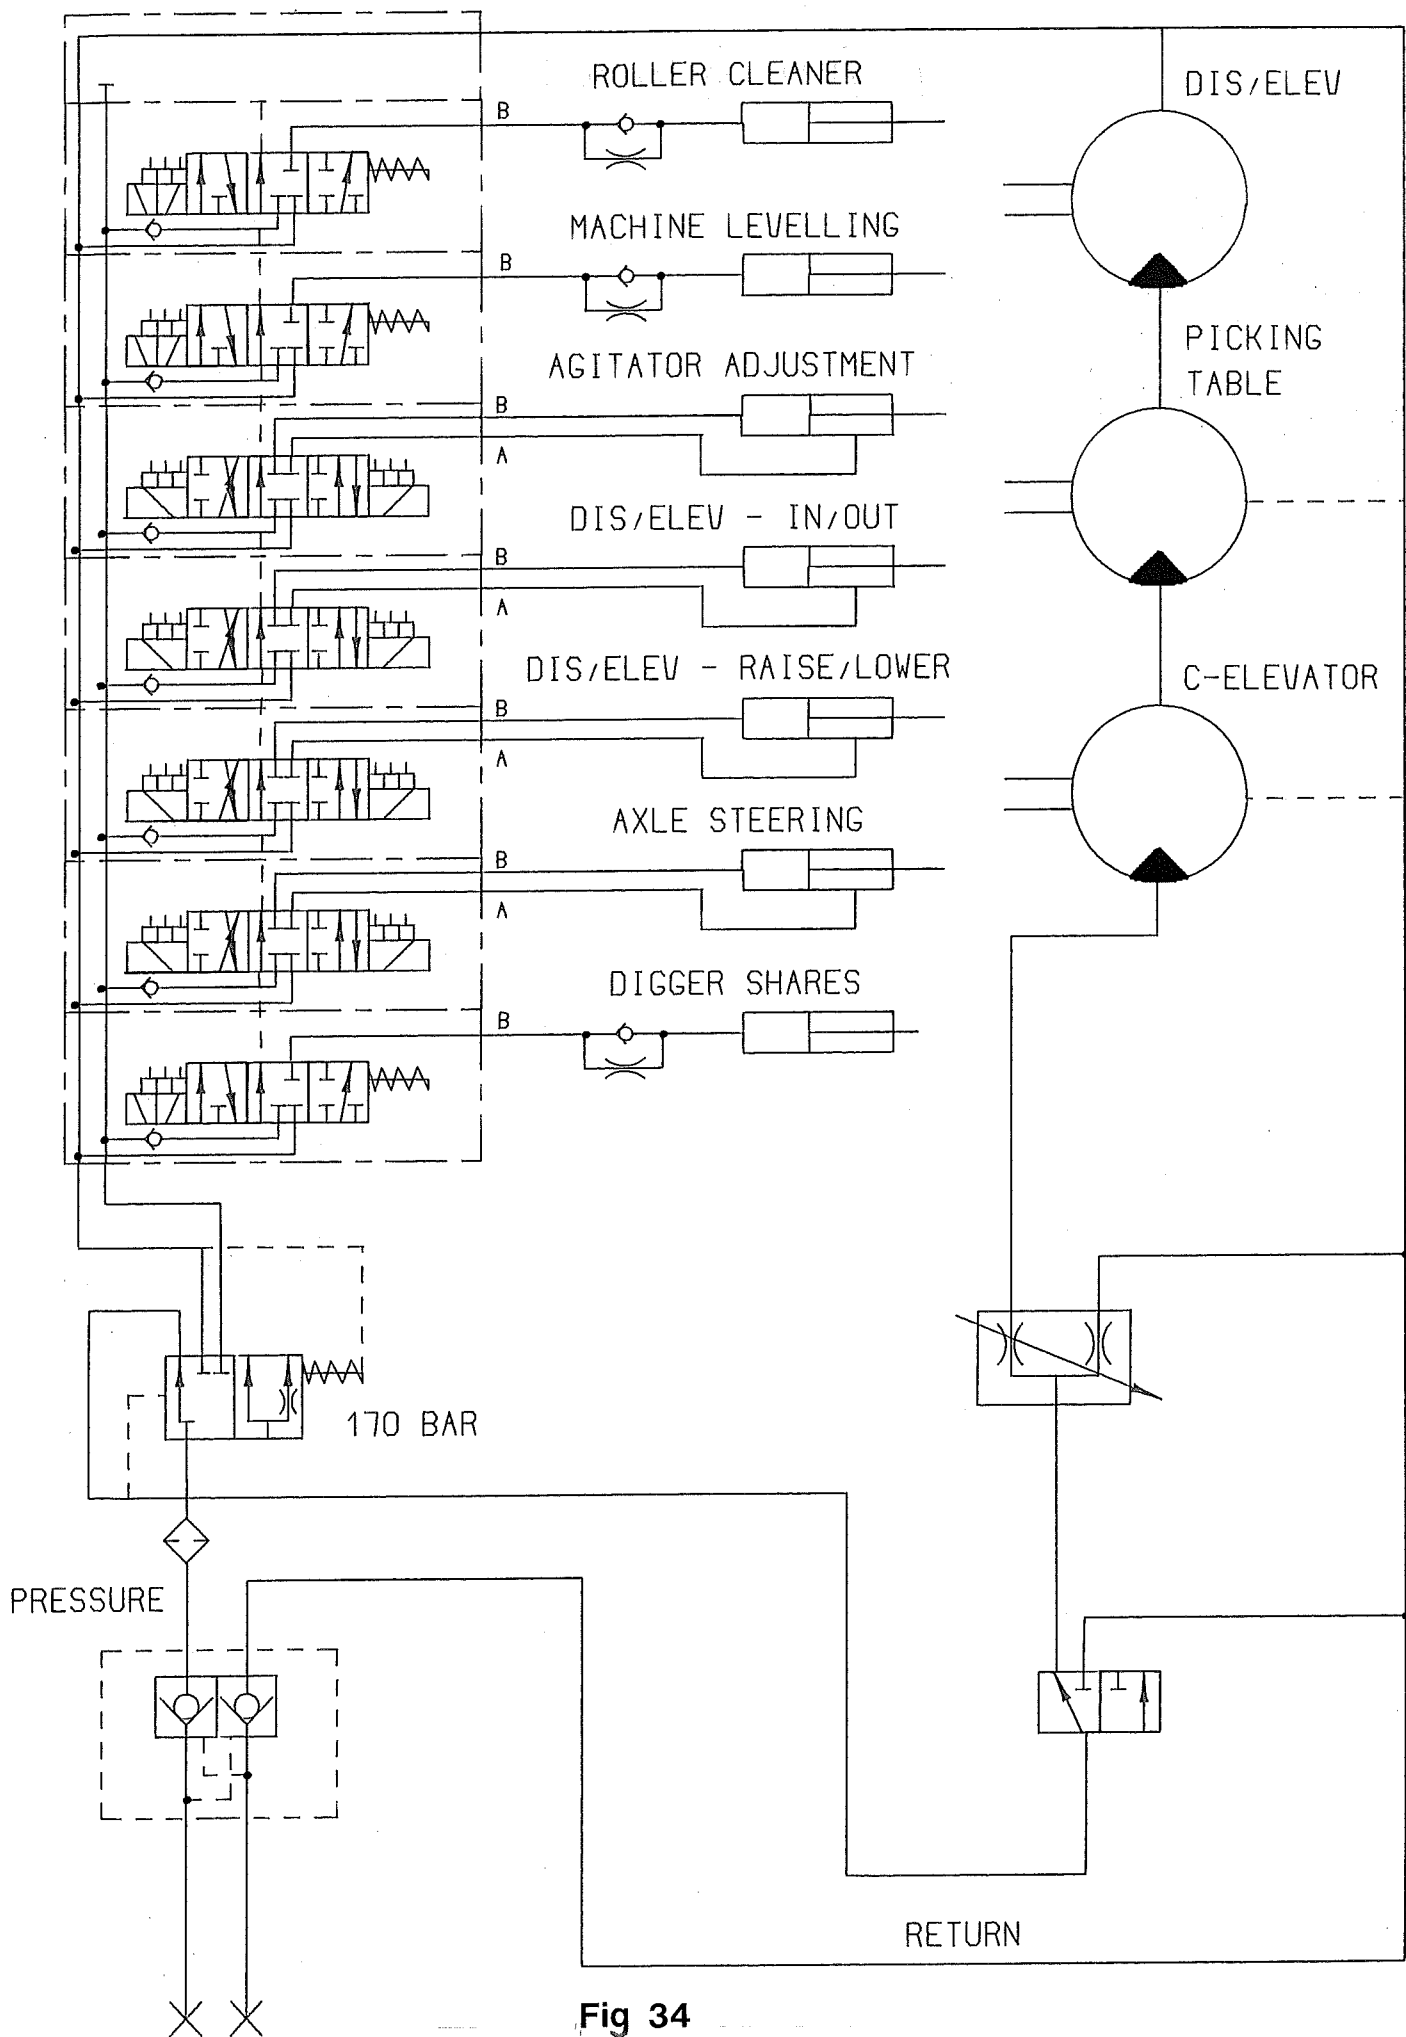 ROLLER CLEANER
DIS/ELEV
B
MACHINE LEVELLING
B
PICKING
TABLE
AGITATOR ADJUSTMENT
B
A
DIS/ELEV - IN/OUT
B
A
DIS/ELEV - RAISE/LOWER
C-ELEVATOR
B
A
AXLE STEERING
B
A
DIGGER SHARES
B
170 BAR
PRESSURE
RETURN
Fig 34